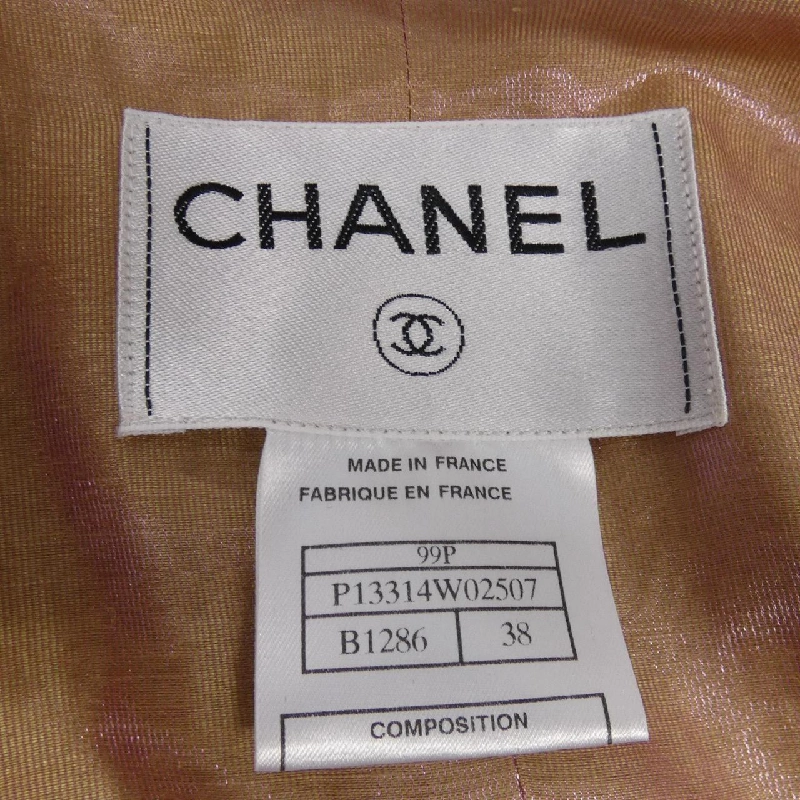 CHANEL
MADE IN FRANCE
FABRIQUE EN FRANCE
99P
P13314W02507
B1286 38
COMPOSITION